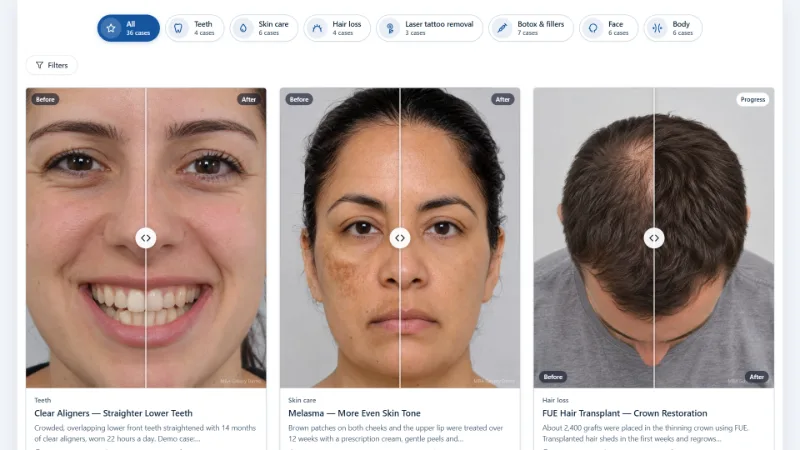 All
36 cases
Teeth
4 cases
Skin care
6 cases
Hair loss
4 cases
Laser tattoo removal
3 cases
Botox & fillers
7 cases
Face
6 cases
Body
6 cases
Filters
Before
After
Before
After
Progress
Before
After
Teeth
Clear Aligners — Straighter Lower Teeth
Crowded, overlapping lower front teeth straightened with 14 months
of clear aligners, worn 22 hours a day. Demo case:...
Skin care
Melasma — More Even Skin Tone
Brown patches on both cheeks and the upper lip were treated over
12 weeks with a prescription cream, gentle peels and...
Hair loss
FUE Hair Transplant — Crown Restoration
About 2,400 grafts were placed in the thinning crown using FUE.
Transplanted hair sheds in the first weeks and regrows...